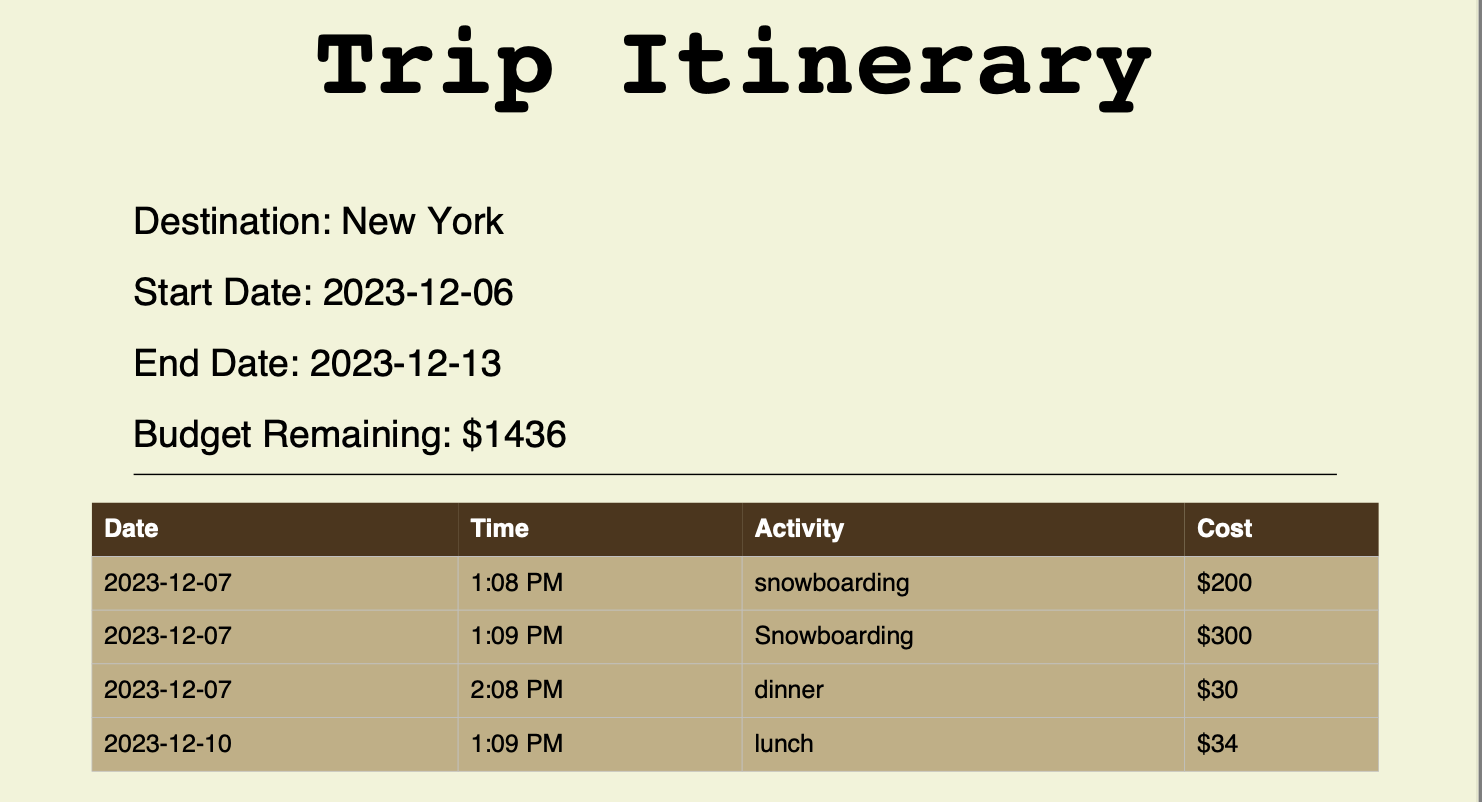 Trip Itinerary
Destination: New York
Start Date: 2023-12-06
End Date: 2023-12-13
Budget Remaining: $1436
Date Time Activity Cost
2023-12-07 1:08 PM snowboarding $200
2023-12-07 1:09 PM Snowboarding $300
2023-12-07 2:08 PM dinner $30
2023-12-10 1:09 PM lunch $34